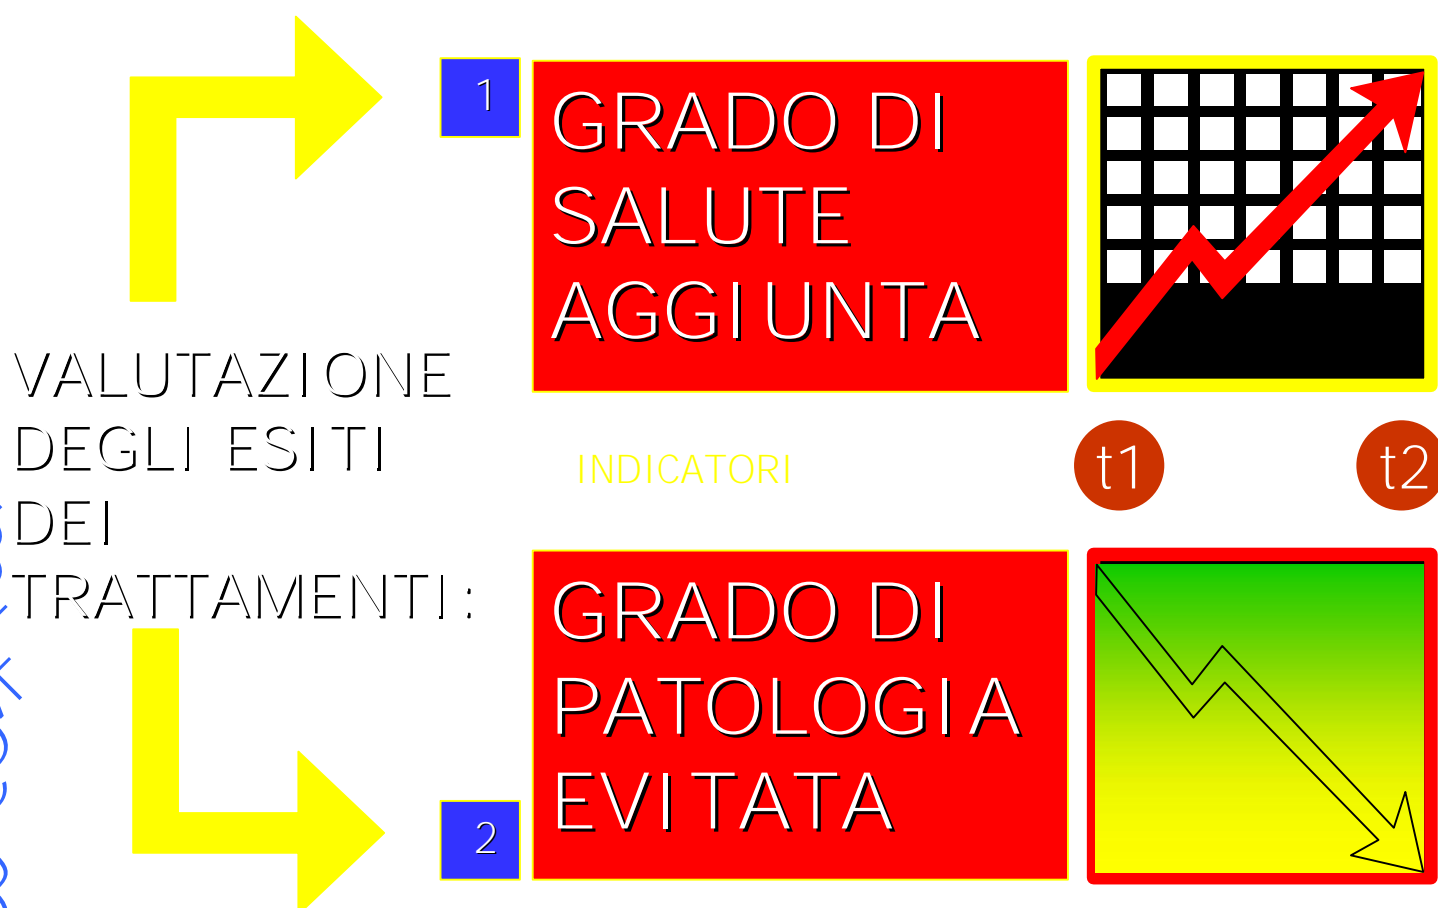 1
GRADO DI
SALUTE
AGGIUNTA
VALUTAZIONE
DEGLI ESITI
DEI
TRATTAMENTI:
INDICATORI
t1
t2
2
GRADO DI
PATOLOGIA
EVITATA